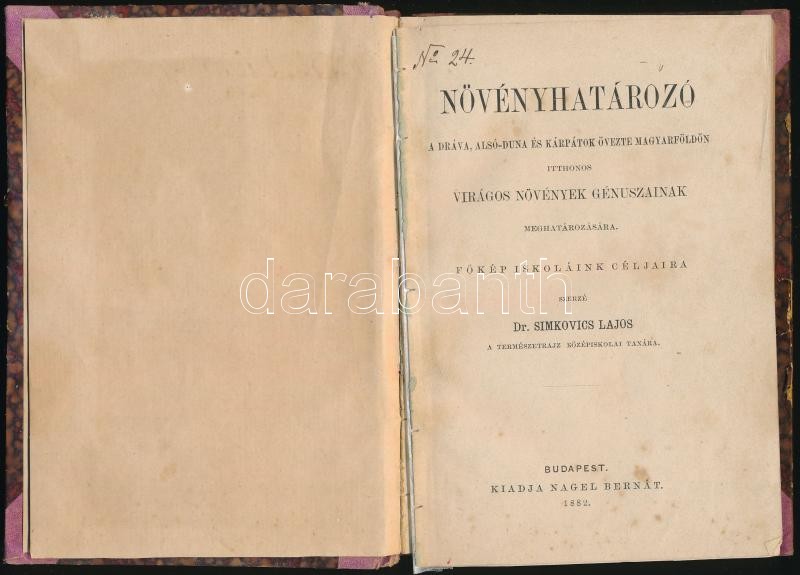 No 24.
NÖVÉNYHATÁROZÓ
A DRÁVA, ALSÓ-DUNA ÉS KÁRPÁTOK ÖVEZTE MAGYARFÖLDÖN
ITTHONOS
VIRÁGOS NÖVÉNYEK GÉNUSZAINAK
MEGHATÁROZÁSÁRA.
FŐKÉP ISKOLÁINK CÉLJAIRA
darabanth
SZERZÉ
Dr. SIMKOVICS LAJOS
A TERMÉSZETRAJZ KÖZÉPISKOLAI TANÁRA.
BUDAPEST.
KIADJA NAGEL BERNÁT.
1882.